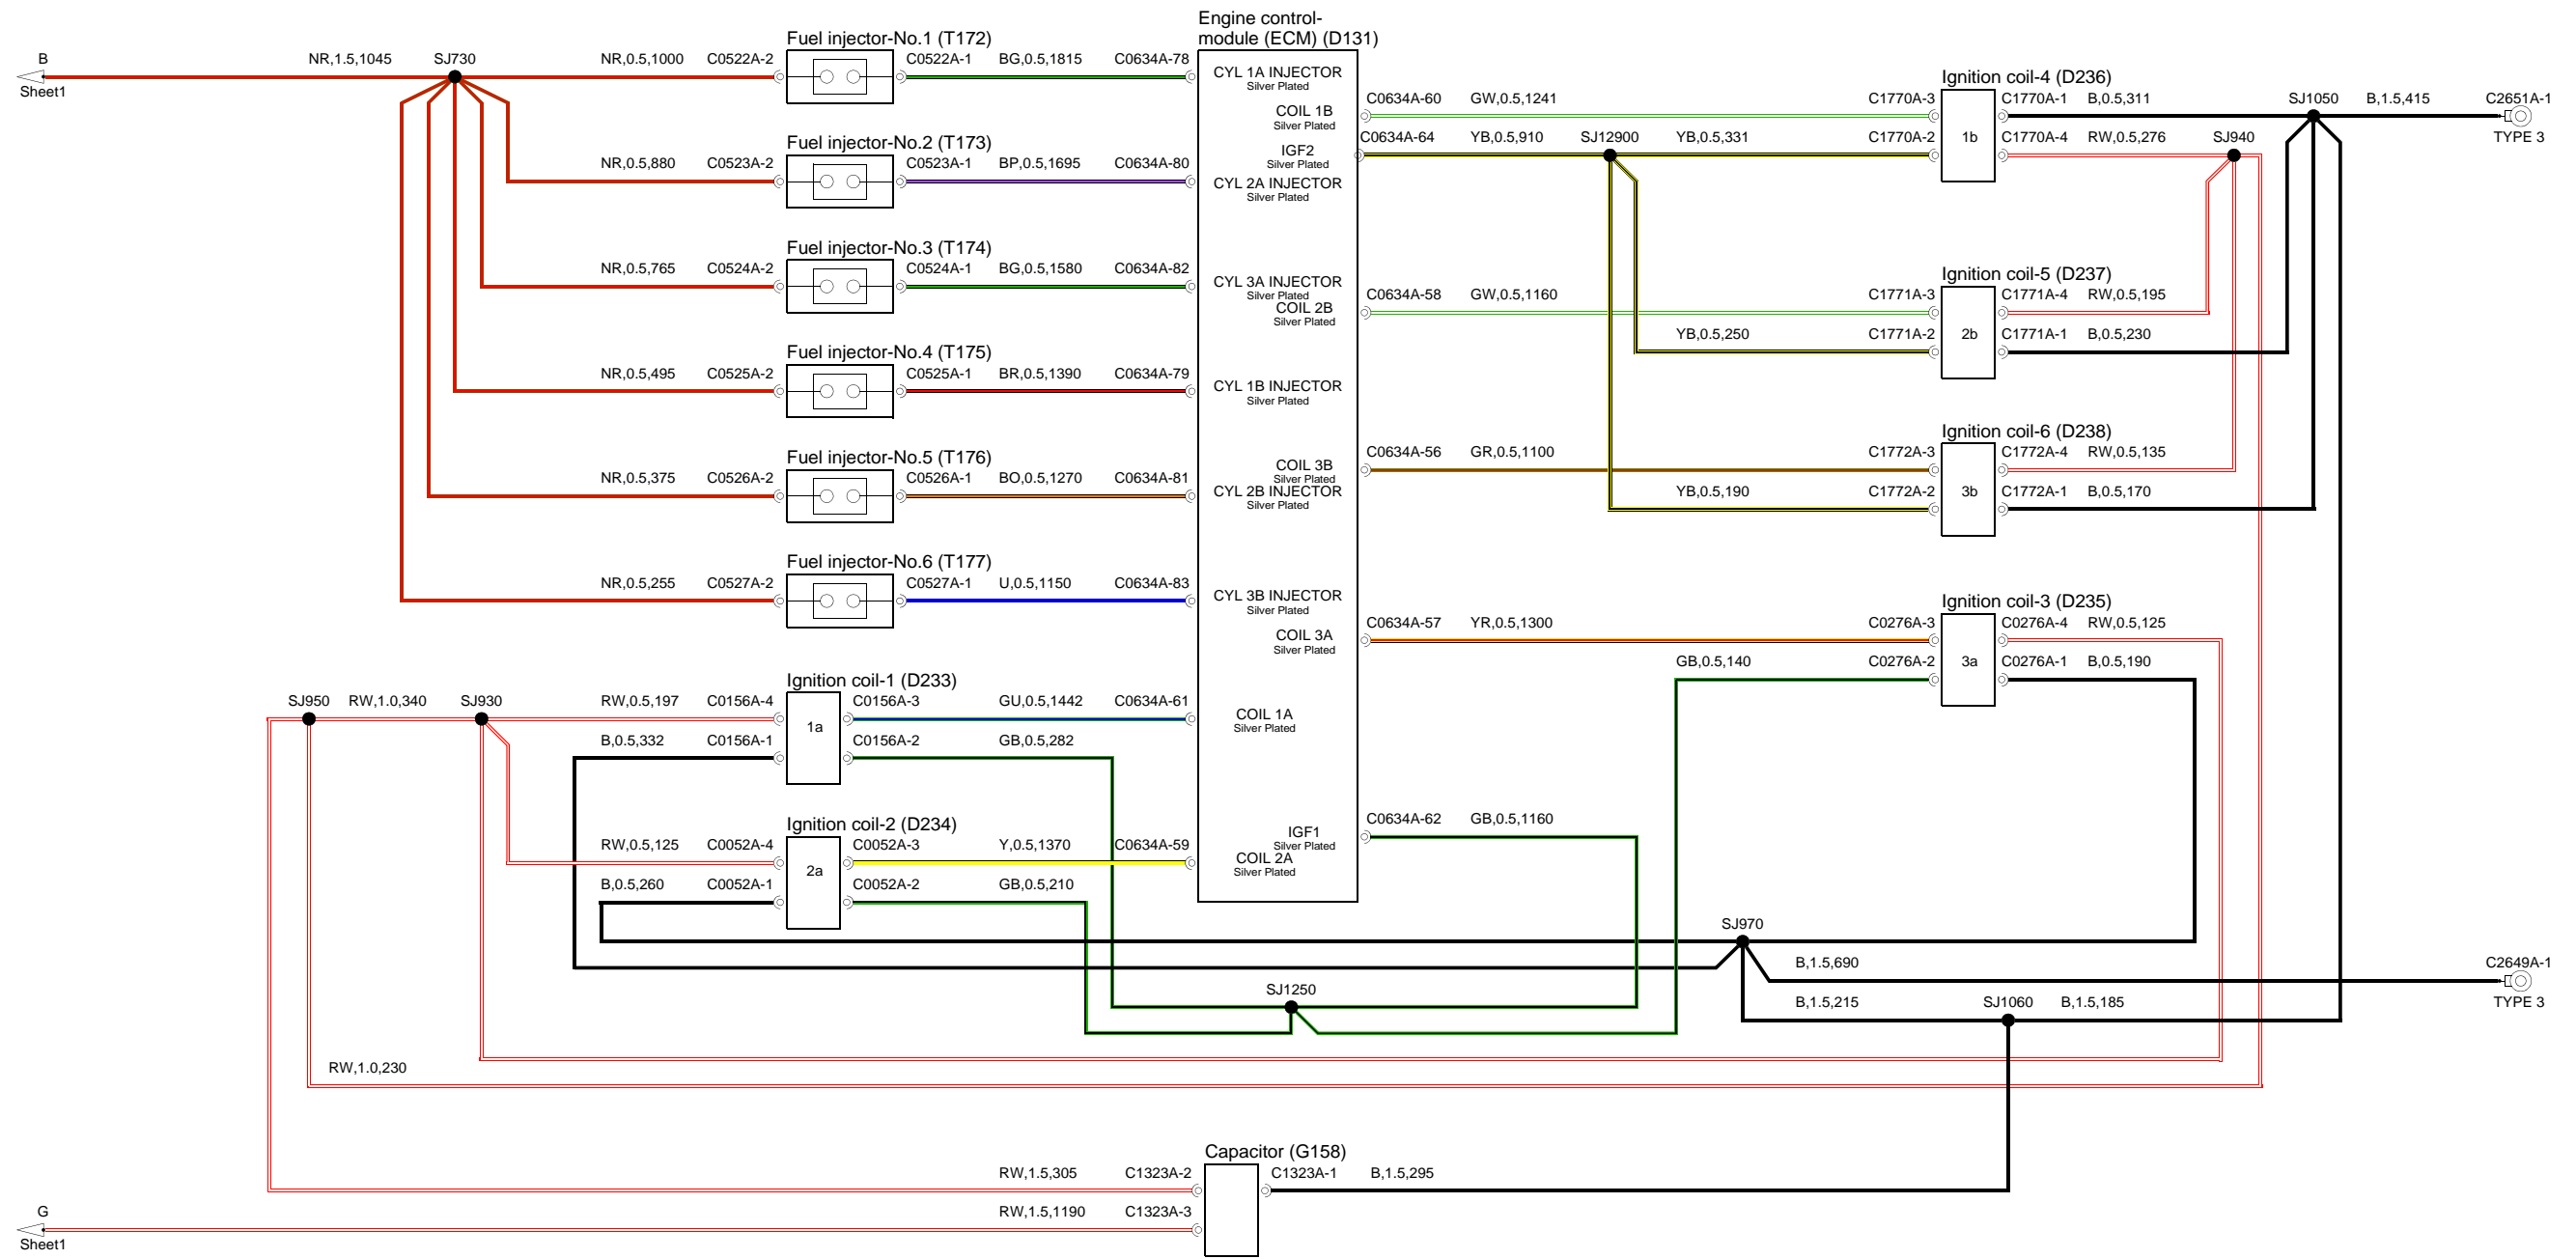 Engine control-
module (ECM) (D131)
B
Sheet1
NR,1.5,1045
SJ730
NR,0.5,1000
C0522A-2
Fuel injector-No.1 (T172)
C0522A-1
BG,0.5,1815
C0634A-78
CYL 1A INJECTOR
Silver Plated
COIL 1B
Silver Plated
C0634A-60
GW,0.5,1241
C1770A-3
Ignition coil-4 (D236)
1b
C1770A-1
B,0.5,311
SJ1050
B,1.5,415
C2651A-1
TYPE 3
IGF2
Silver Plated
C0634A-64
YB,0.5,910
SJ12900
YB,0.5,331
C1770A-2
C1770A-4
RW,0.5,276
SJ940
NR,0.5,880
C0523A-2
Fuel injector-No.2 (T173)
C0523A-1
BP,0.5,1695
C0634A-80
CYL 2A INJECTOR
Silver Plated
NR,0.5,765
C0524A-2
Fuel injector-No.3 (T174)
C0524A-1
BG,0.5,1580
C0634A-82
CYL 3A INJECTOR
Silver Plated
COIL 2B
Silver Plated
C0634A-58
GW,0.5,1160
C1771A-3
Ignition coil-5 (D237)
2b
C1771A-4
RW,0.5,195
YB,0.5,250
C1771A-2
C1771A-1
B,0.5,230
NR,0.5,495
C0525A-2
Fuel injector-No.4 (T175)
C0525A-1
BR,0.5,1390
C0634A-79
CYL 1B INJECTOR
Silver Plated
COIL 3B
Silver Plated
C0634A-56
GR,0.5,1100
C1772A-3
Ignition coil-6 (D238)
3b
C1772A-4
RW,0.5,135
NR,0.5,375
C0526A-2
Fuel injector-No.5 (T176)
C0526A-1
BO,0.5,1270
C0634A-81
CYL 2B INJECTOR
Silver Plated
YB,0.5,190
C1772A-2
C1772A-1
B,0.5,170
NR,0.5,255
C0527A-2
Fuel injector-No.6 (T177)
C0527A-1
U,0.5,1150
C0634A-83
CYL 3B INJECTOR
Silver Plated
COIL 3A
Silver Plated
C0634A-57
YR,0.5,1300
C0276A-3
Ignition coil-3 (D235)
3a
C0276A-4
RW,0.5,125
GB,0.5,140
C0276A-2
C0276A-1
B,0.5,190
SJ950
RW,1.0,340
SJ930
RW,0.5,197
C0156A-4
Ignition coil-1 (D233)
1a
C0156A-3
GU,0.5,1442
C0634A-61
COIL 1A
Silver Plated
B,0.5,332
C0156A-1
C0156A-2
GB,0.5,282
IGF1
Silver Plated
C0634A-62
GB,0.5,1160
RW,0.5,125
C0052A-4
Ignition coil-2 (D234)
2a
C0052A-3
Y,0.5,1370
C0634A-59
COIL 2A
Silver Plated
B,0.5,260
C0052A-1
C0052A-2
GB,0.5,210
SJ970
B,1.5,690
C2649A-1
TYPE 3
SJ1250
B,1.5,215
SJ1060
B,1.5,185
RW,1.0,230
Capacitor (G158)
RW,1.5,305
C1323A-2
C1323A-1
B,1.5,295
G
Sheet1
RW,1.5,1190
C1323A-3